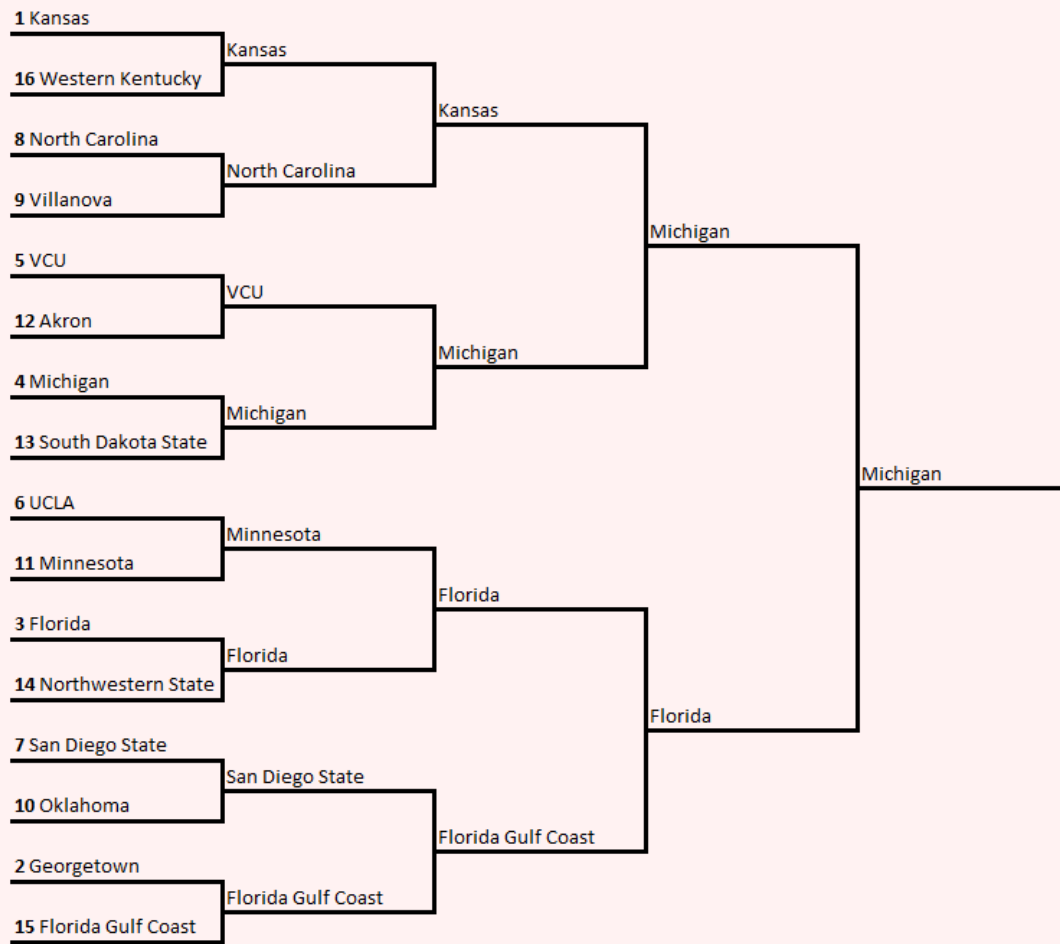 1 Kansas
Kansas
16 Western Kentucky
Kansas
8 North Carolina
North Carolina
9 Villanova
Michigan
5 VCU
VCU
12 Akron
Michigan
4 Michigan
Michigan
13 South Dakota State
Michigan
6 UCLA
Minnesota
11 Minnesota
Florida
3 Florida
Florida
14 Northwestern State
Florida
7 San Diego State
San Diego State
10 Oklahoma
Florida Gulf Coast
2 Georgetown
Florida Gulf Coast
15 Florida Gulf Coast